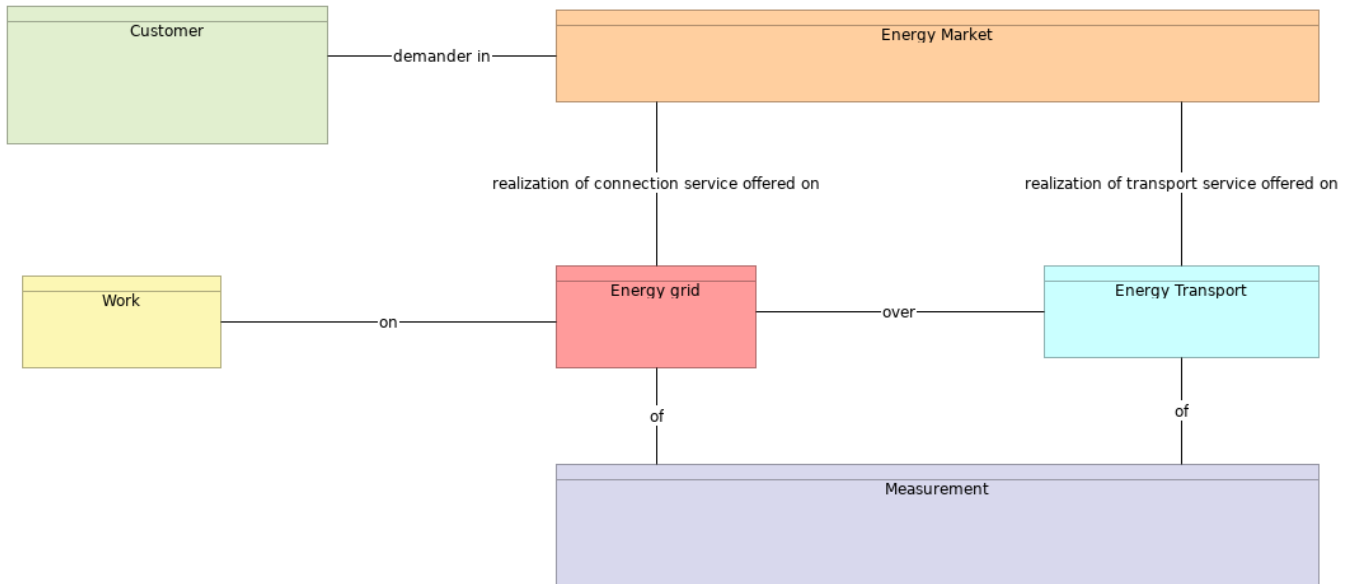 Customer
demander in
Energy Market
realization of connection service offered on
realization of transport service offered on
Work
on
Energy grid
over
Energy Transport
of
of
Measurement